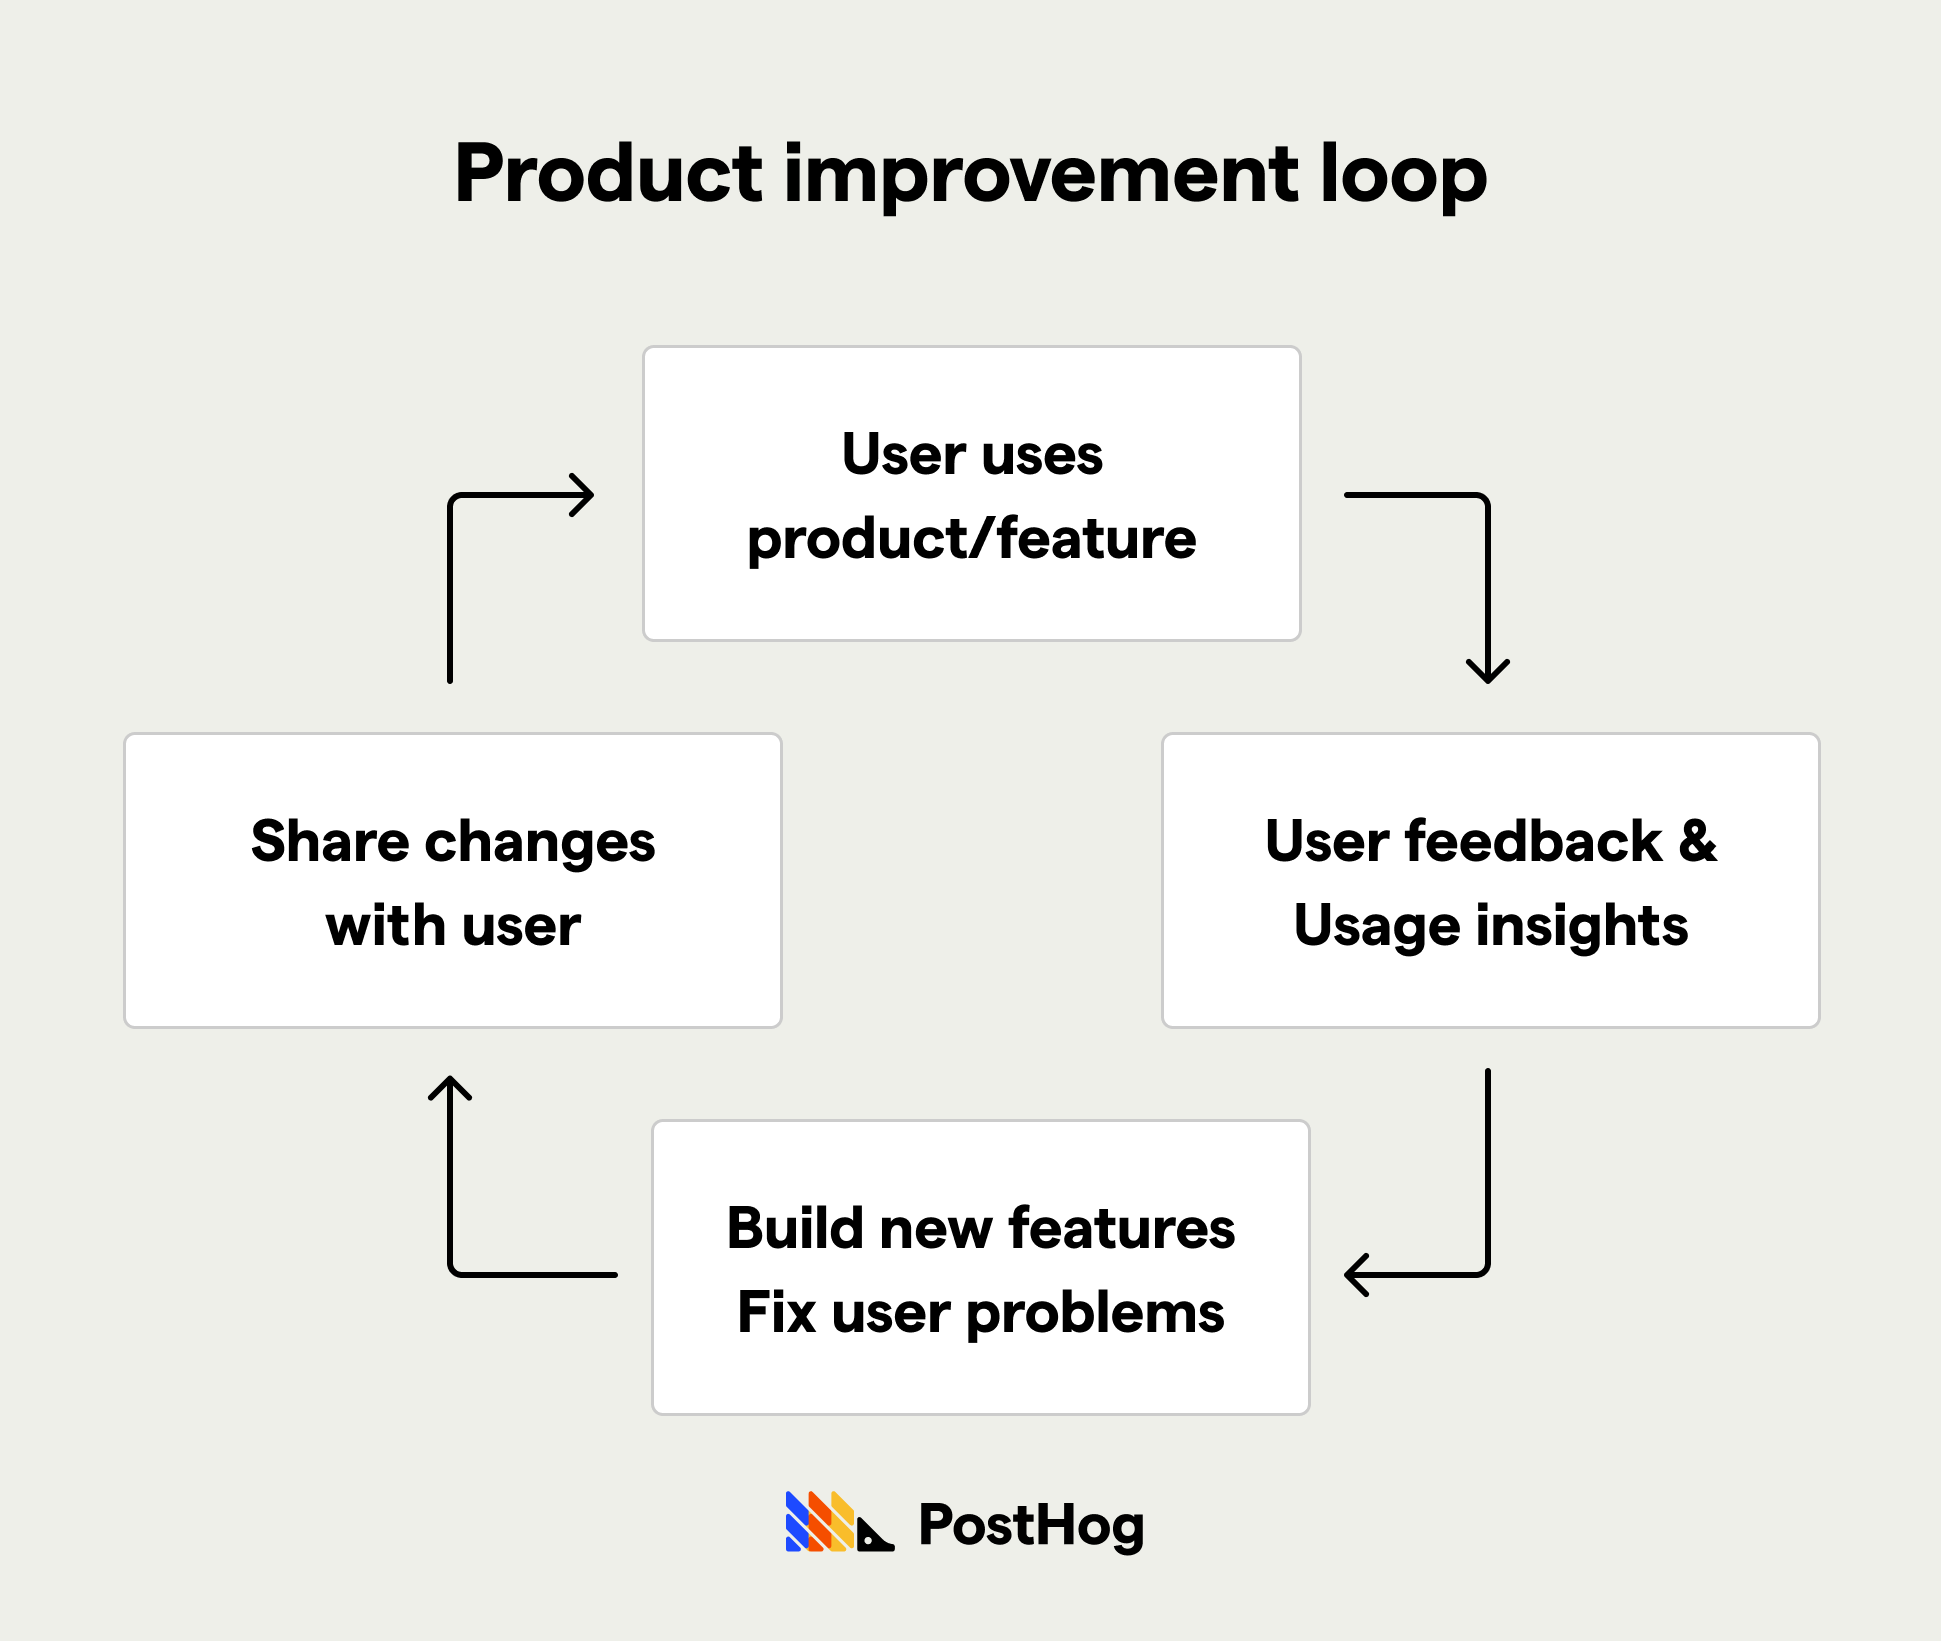 Product improvement loop
User uses
product/feature
Share changes
with user
User feedback &
Usage insights
Build new features
Fix user problems
PostHog